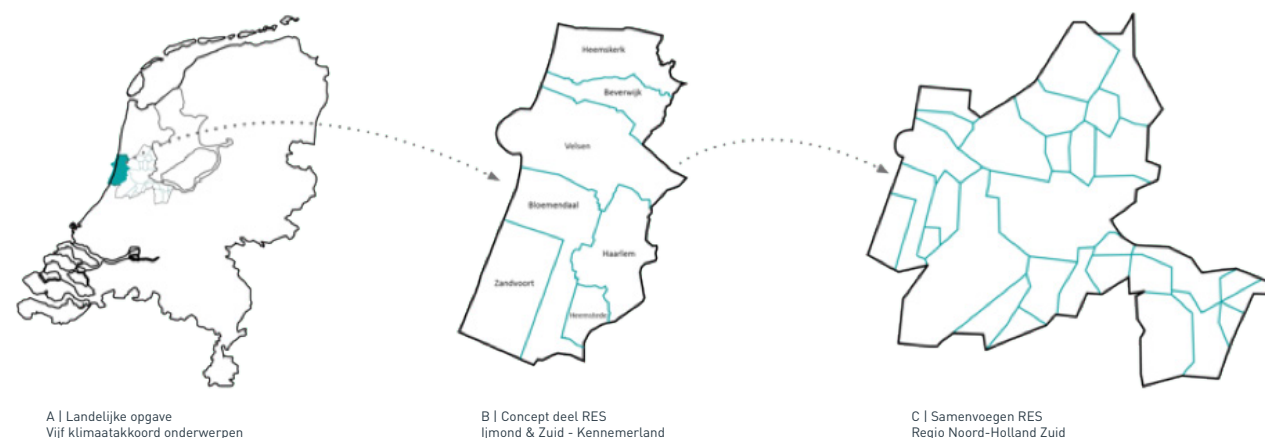 Heemskerk
Beverwijk
Velsen
Bloemendaal
Haarlem
Zandvoort
Heemstede
A | Landelijke opgave
Vijf klimaatakkoord onderwerpen
B | Concept deel RES
Ijmond & Zuid - Kennemerland
C | Samenvoegen RES
Regio Noord-Holland Zuid